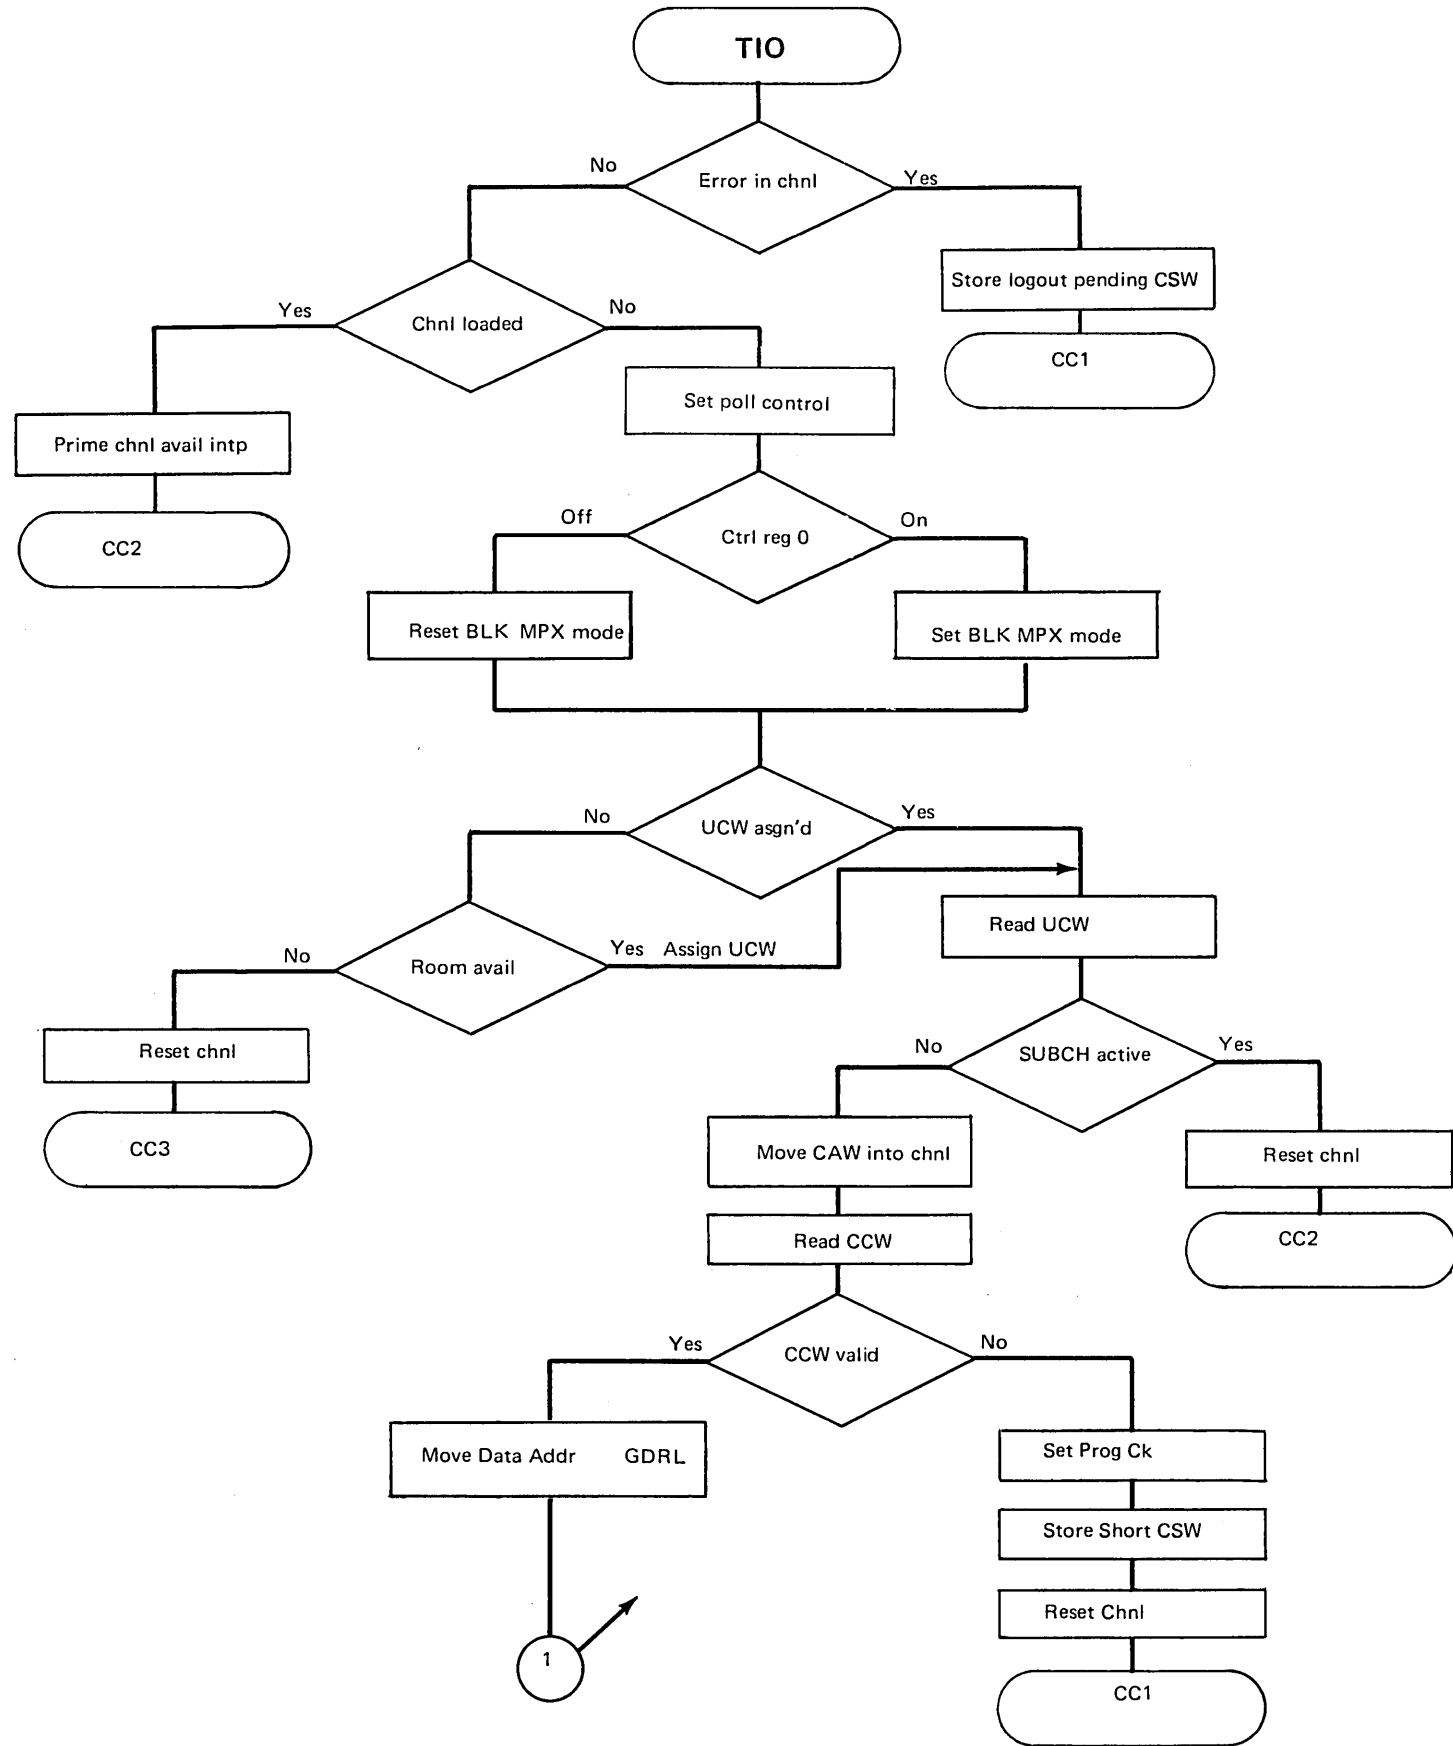 TIO
Error in chnl
No
Yes
Store logout pending CSW
CC1
Chnl loaded
Yes
No
Set poll control
Prime chnl avail intp
CC2
Ctrl reg 0
Off
On
Reset BLK MPX mode
Set BLK MPX mode
UCW asgn'd
No
Yes
Read UCW
Room avail
No
Yes Assign UCW
Reset chnl
CC3
SUBCH active
No
Yes
Move CAW into chnl
Reset chnl
CC2
Read CCW
CCW valid
Yes
No
Move Data Addr GDRL
1
Set Prog Ck
Store Short CSW
Reset Chnl
CC1